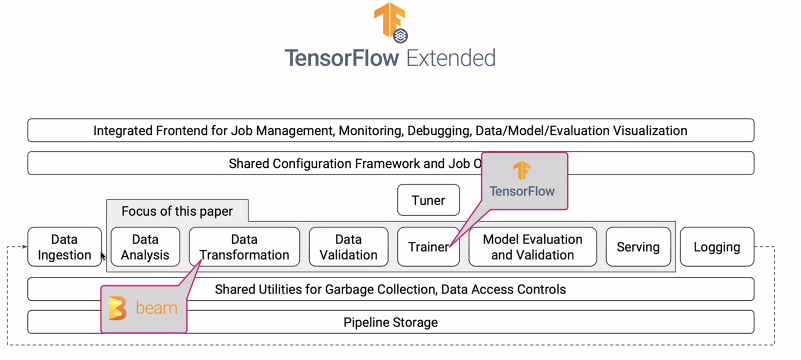 TensorFlow Extended
Integrated Frontend for Job Management, Monitoring, Debugging, Data/Model/Evaluation Visualization
Shared Configuration Framework and Job O
TensorFlow
Tuner
Focus of this paper
Data
Ingestion
Data
Analysis
Data
Transformation
Data
Validation
Trainer
Model Evaluation
and Validation
Serving
Logging
Shared Utilities for Garbage Collection, Data Access Controls
beam
Pipeline Storage